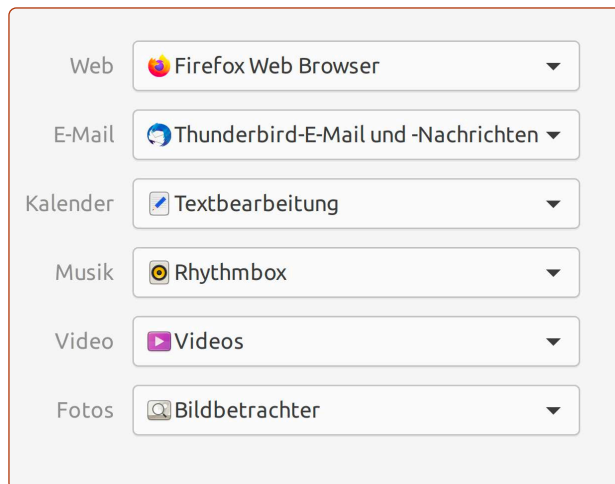 Web Firefox Web Browser
E-Mail Thunderbird-E-Mail und -Nachrichten
Kalender Textbearbeitung
Musik Rhythmbox
Video Videos
Fotos Bildbetrachter